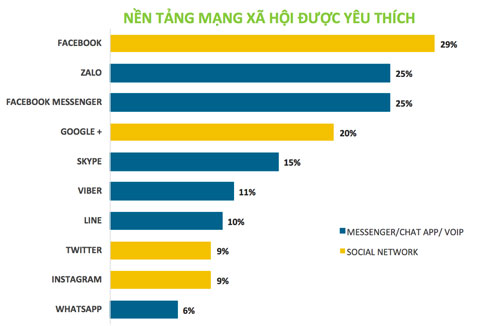 NỀN TẢNG MẠNG XÃ HỘI ĐƯỢC YÊU THÍCH
FACEBOOK 29%
ZALO 25%
FACEBOOK MESSENGER 25%
GOOGLE + 20%
SKYPE 15%
VIBER 11%
LINE 10%
TWITTER 9%
INSTAGRAM 9%
WHATSAPP 6%
MESSENGER/CHAT APP/ VOIP
SOCIAL NETWORK